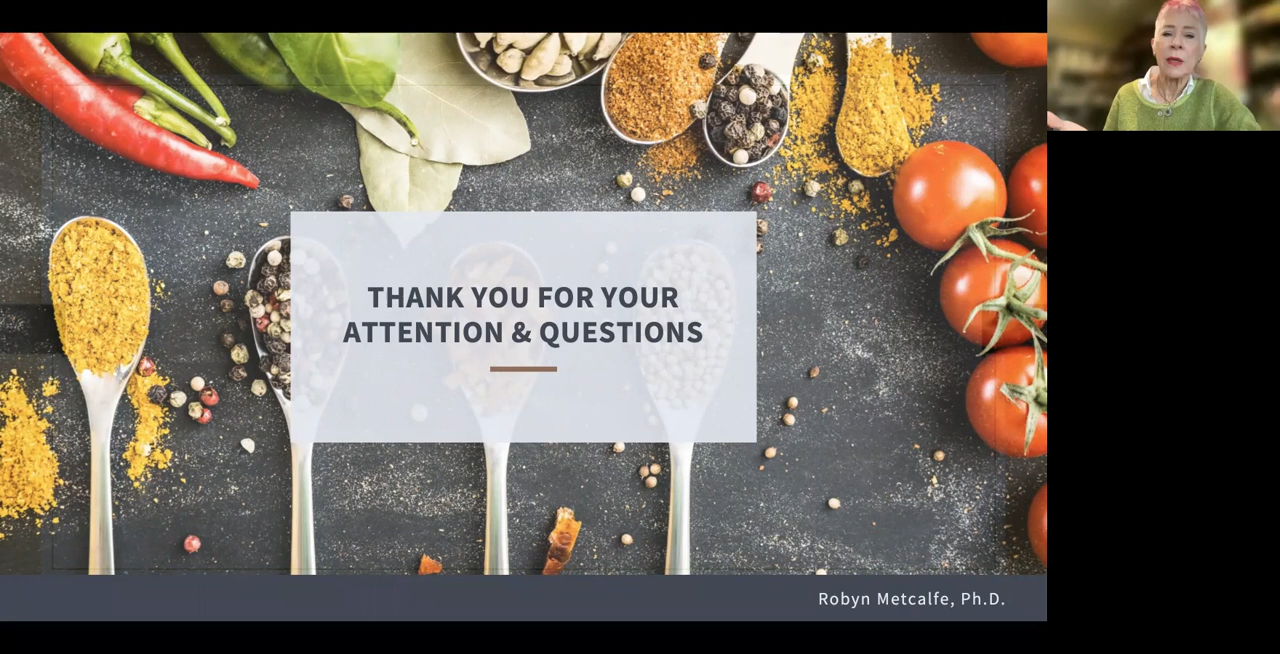 THANK YOU FOR YOUR
ATTENTION & QUESTIONS
Robyn Metcalfe, Ph.D.